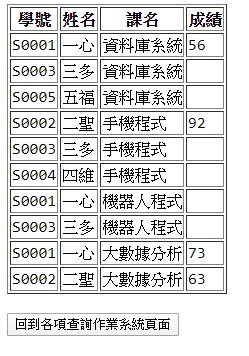 學號 姓名 課名 成績
S0001 一心 資料庫系統 56
S0003 三多 資料庫系統
S0005 五福 資料庫系統
S0002 二聖 手機程式 92
S0003 三多 手機程式
S0004 四維 手機程式
S0001 一心 機器人程式
S0003 三多 機器人程式
S0001 一心 大數據分析 73
S0002 二聖 大數據分析 63
回到各項查詢作業系統頁面